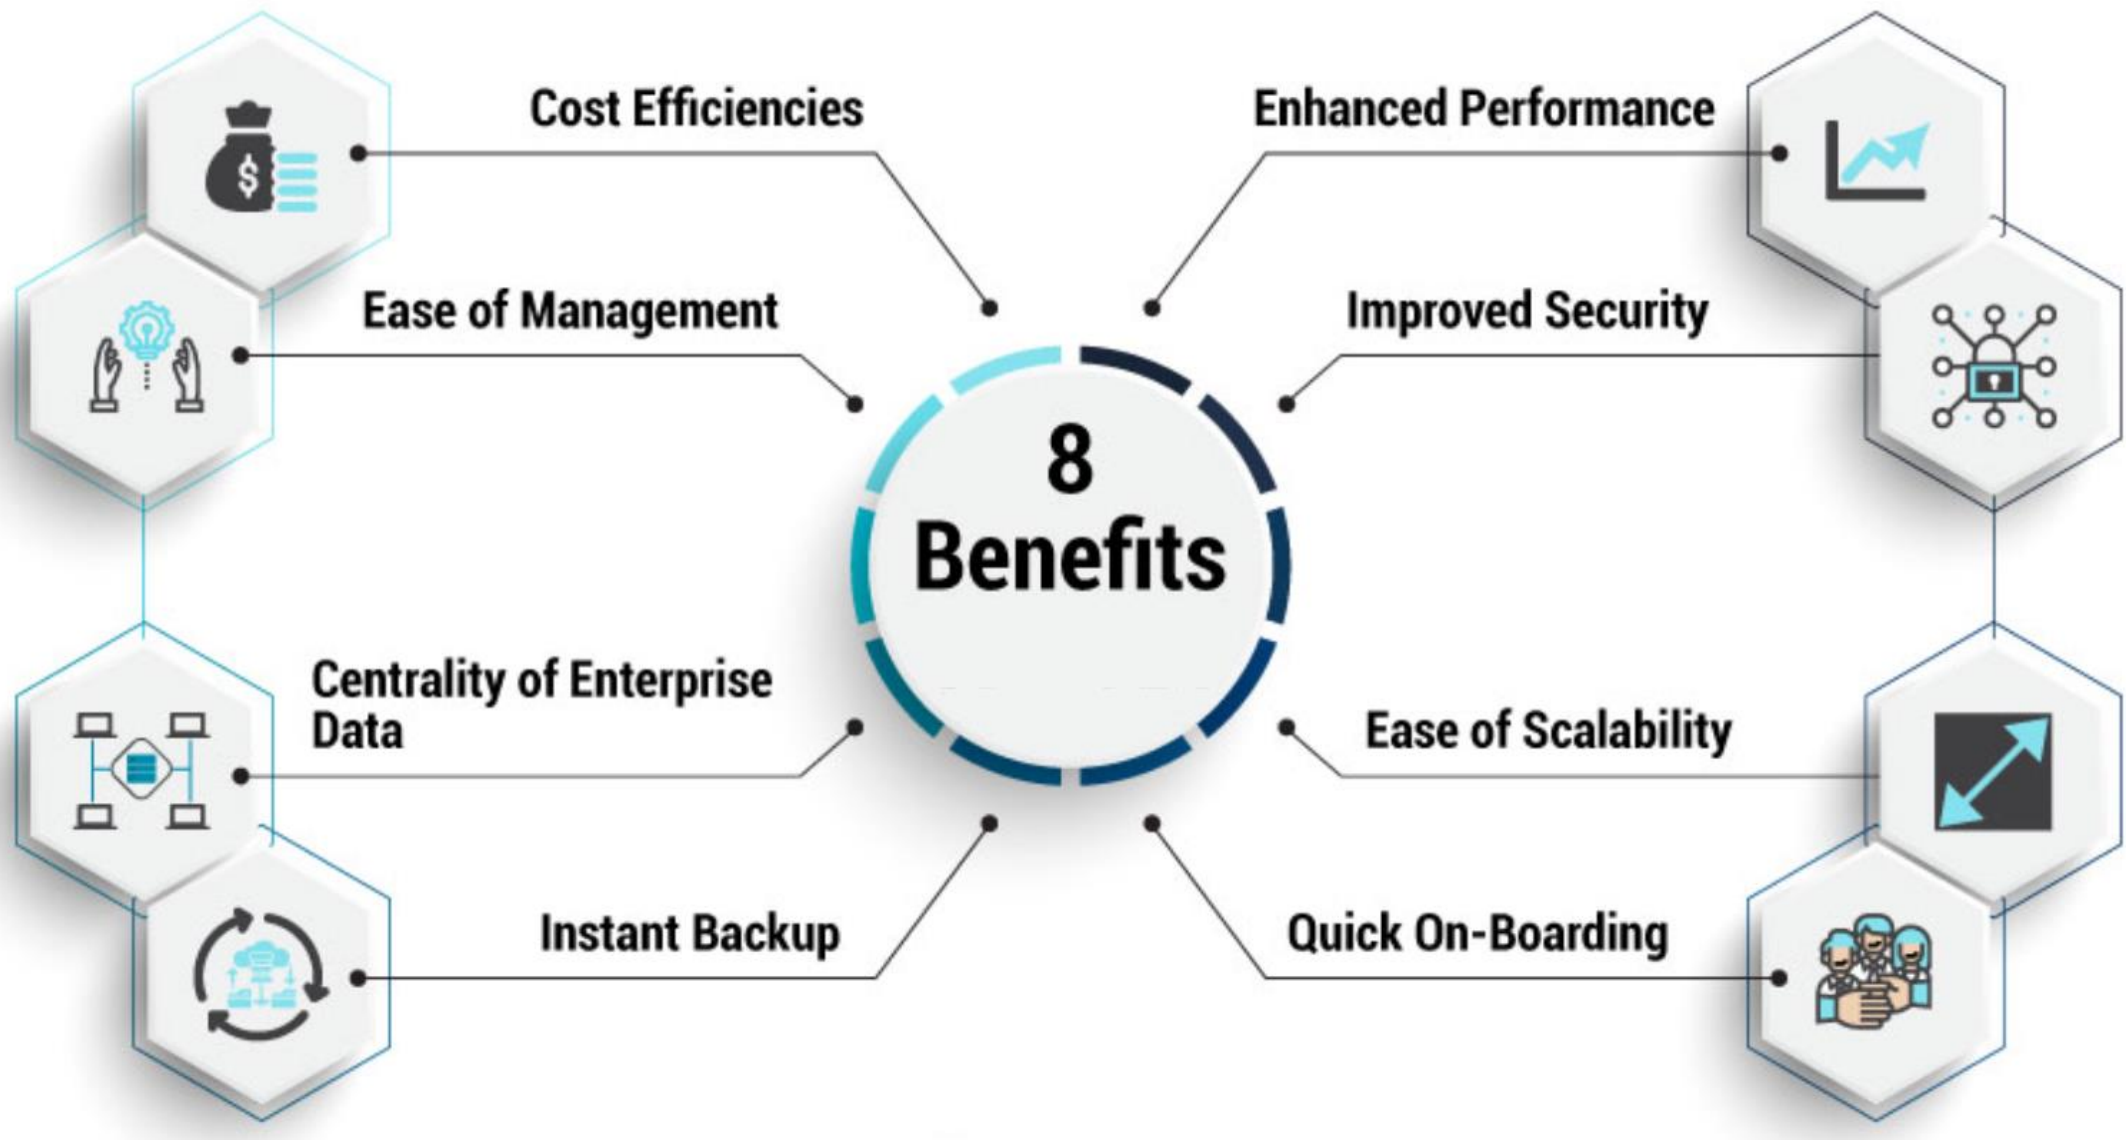 Cost Efficiencies
Enhanced Performance
$
Ease of Management
Improved Security
8
Benefits
Centrality of Enterprise
Data
Ease of Scalability
Instant Backup
Quick On-Boarding